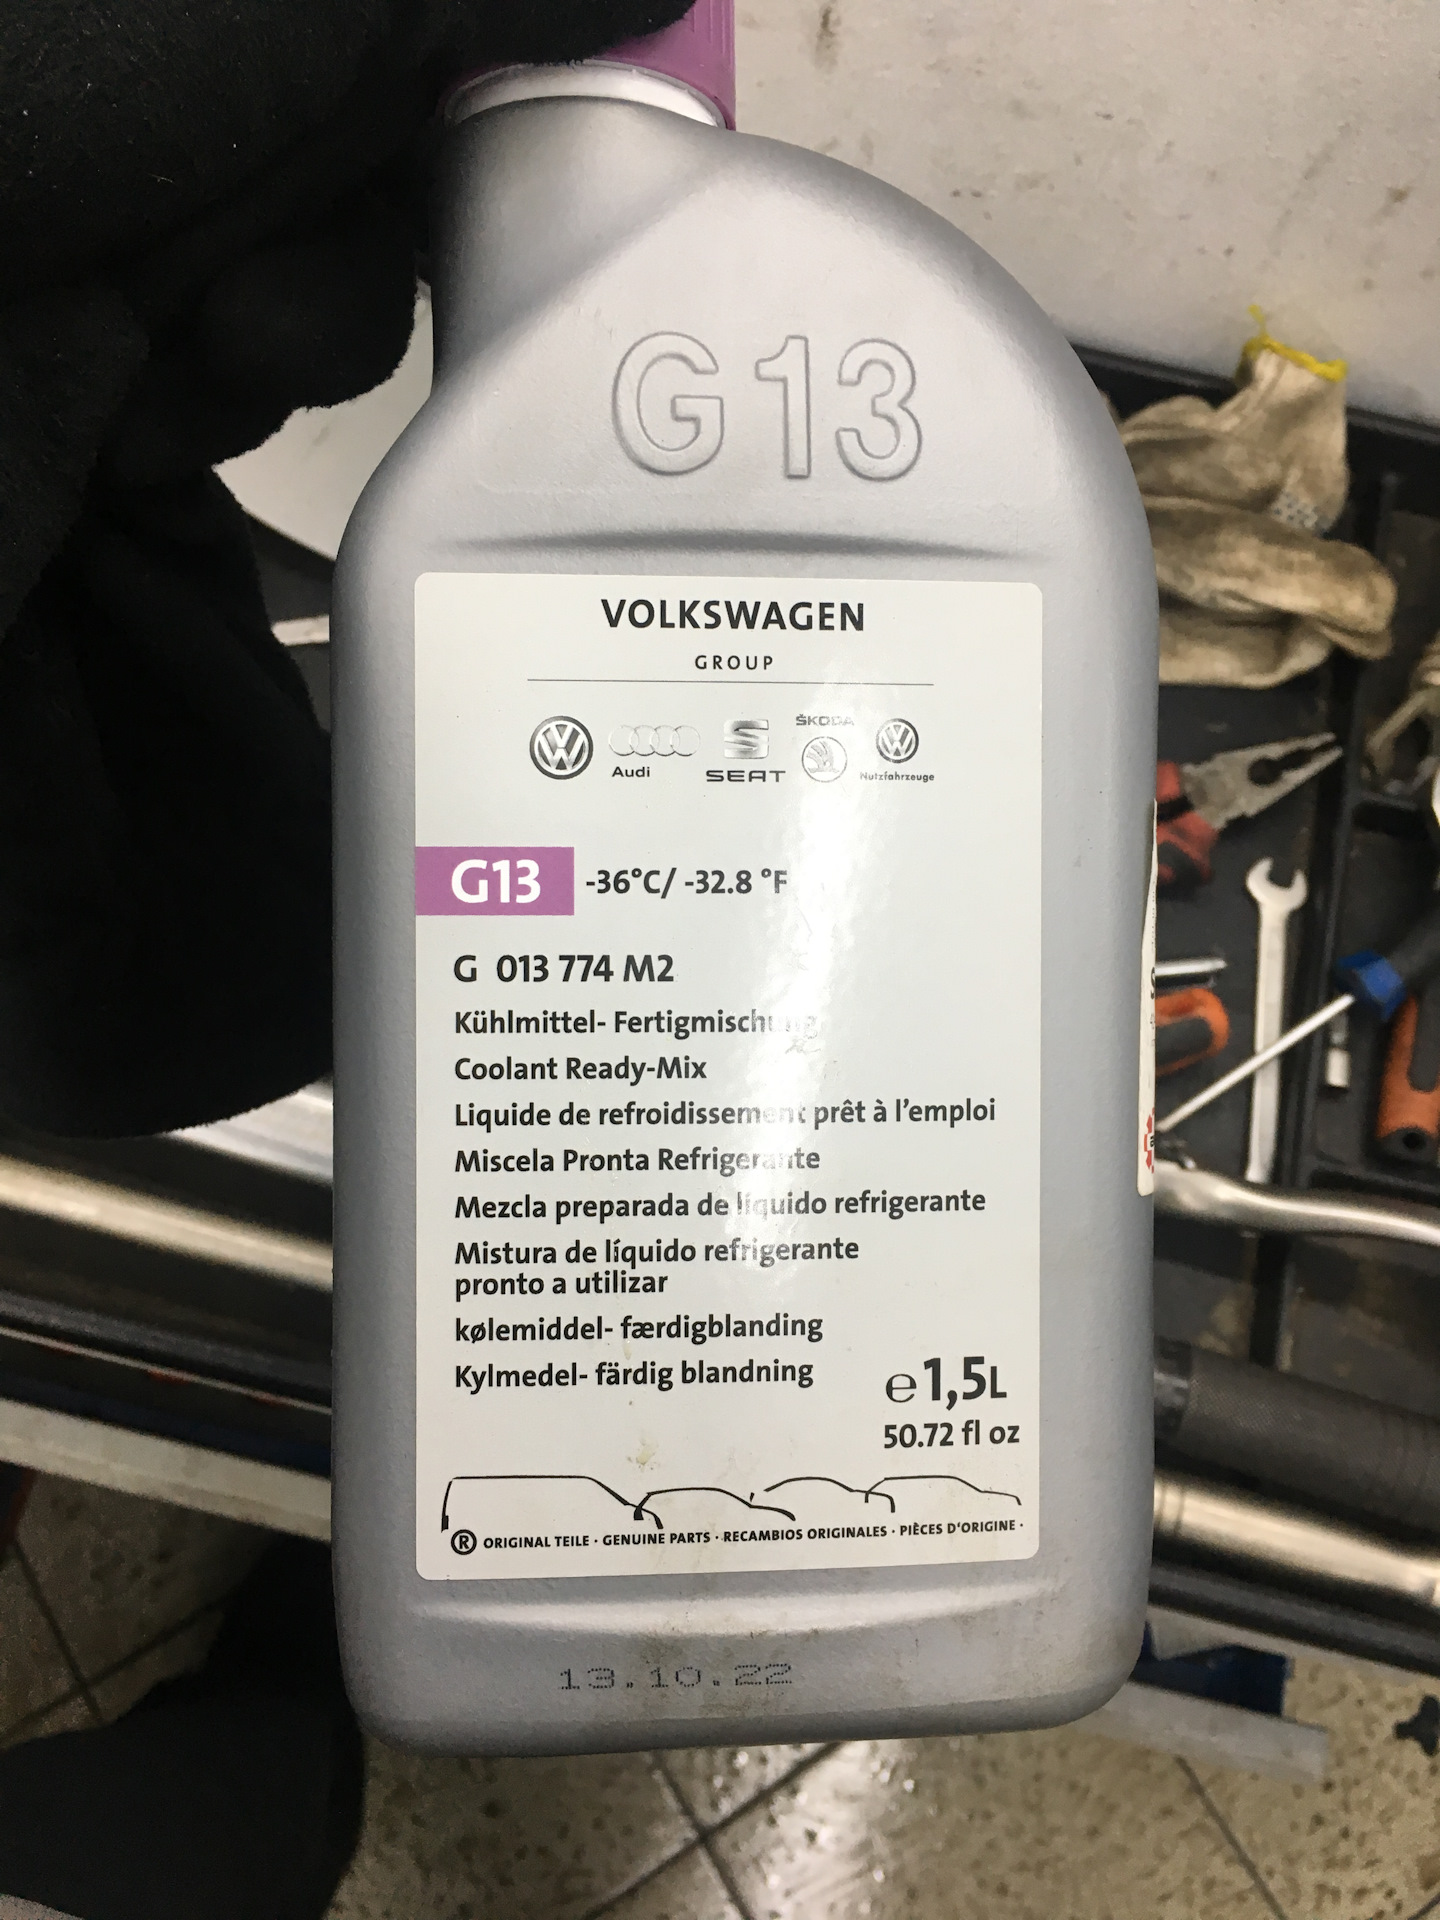 G13
VOLKSWAGEN
GROUP
Audi
SEAT
ŠKODA
Nutzfahrzeuge
G13 -36°C/ -32.8 °F
G 013 774 M2
Kühlmittel- Fertigmischung
Coolant Ready-Mix
Liquide de refroidissement prêt à l'emploi
Miscela Pronta Refrigerante
Mezcla preparada de líquido refrigerante
Mistura de líquido refrigerante
pronto a utilizar
kølemiddel- færdigblanding
Kylmedel- färdig blandning
e 1,5L
50.72 fl oz
® ORIGINAL TEILE · GENUINE PARTS · RECAMBIOS ORIGINALES · PIÈCES D'ORIGINE ·
13.10.22